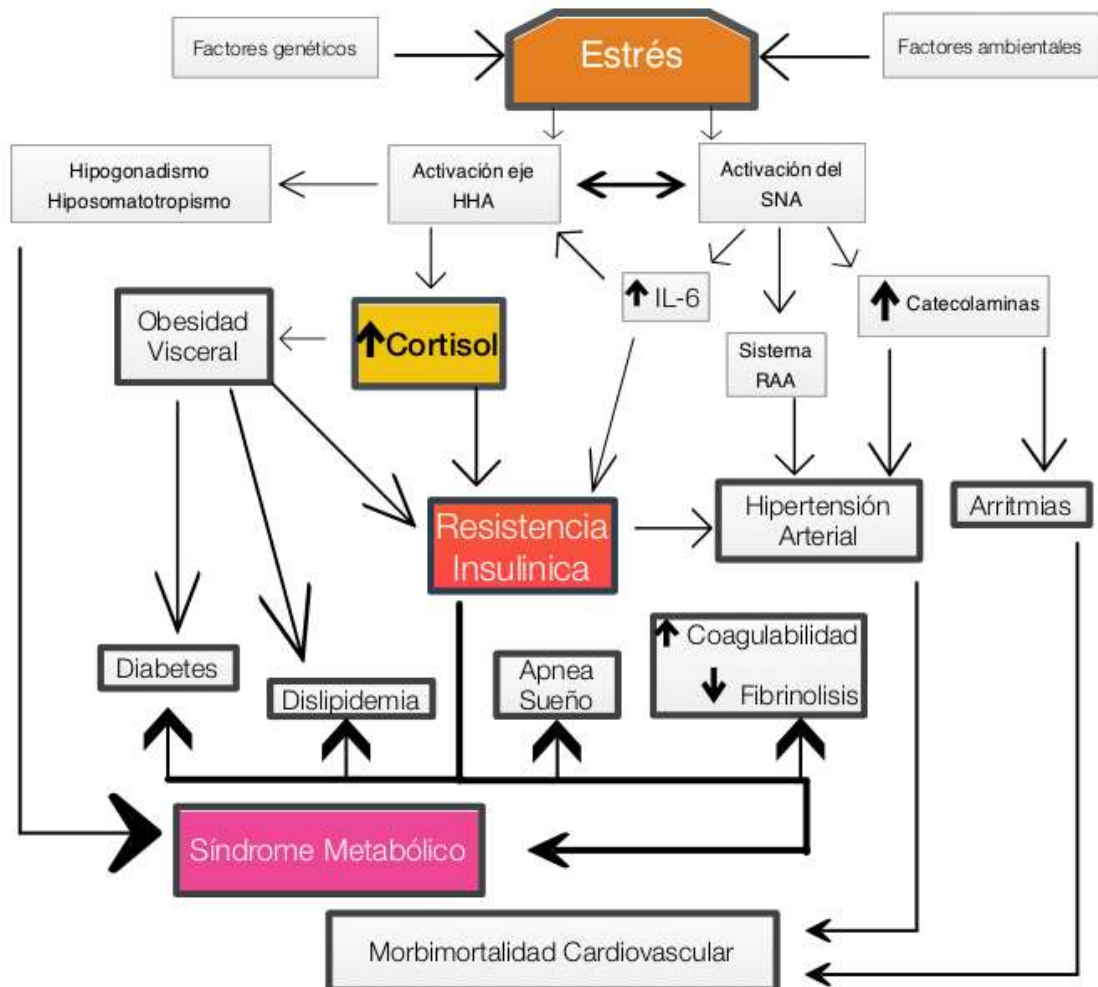 Factores genéticos
Estrés
Factores ambientales
Hipogonadismo
Hiposomatotropismo
Activación eje
HHA
Activación del
SNA
IL-6
Catecolaminas
Obesidad
Visceral
Cortisol
Sistema
RAA
Resistencia
Insulinica
Hipertensión
Arterial
Arritmias
Diabetes
Dislipidemia
Apnea
Sueño
Coagulabilidad
Fibrinolisis
Síndrome Metabólico
Morbimortalidad Cardiovascular